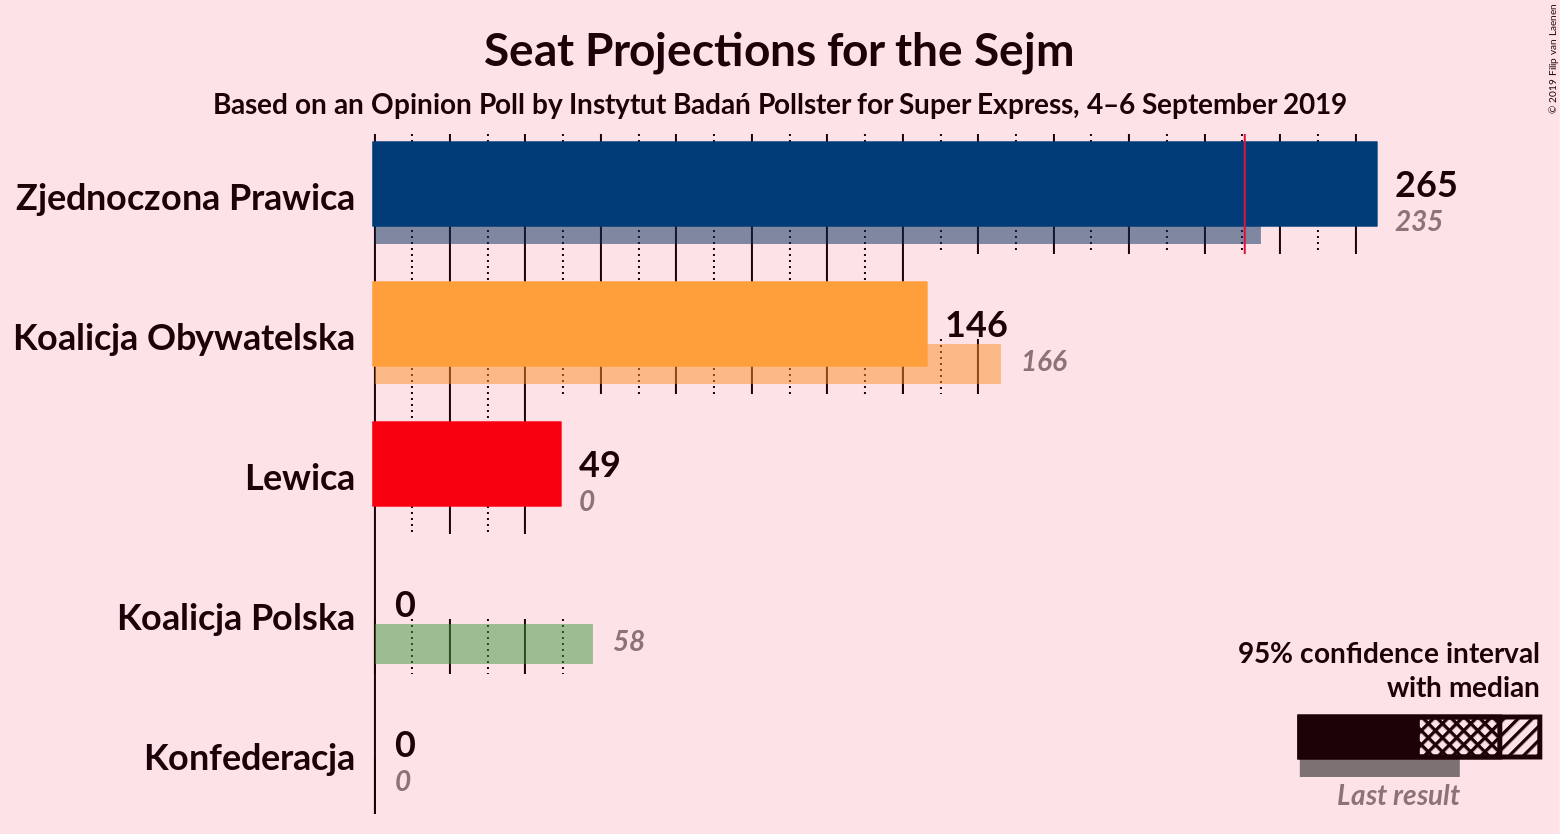 Seat Projections for the Sejm
Based on an Opinion Poll by Instytut Badań Pollster for Super Express, 4–6 September 2019
© 2019 Filip van Laenen
Zjednoczona Prawica
265
235
Koalicja Obywatelska
146
166
Lewica
49
0
Koalicja Polska
0
58
Konfederacja
0
0
95% confidence interval
with median
Last result